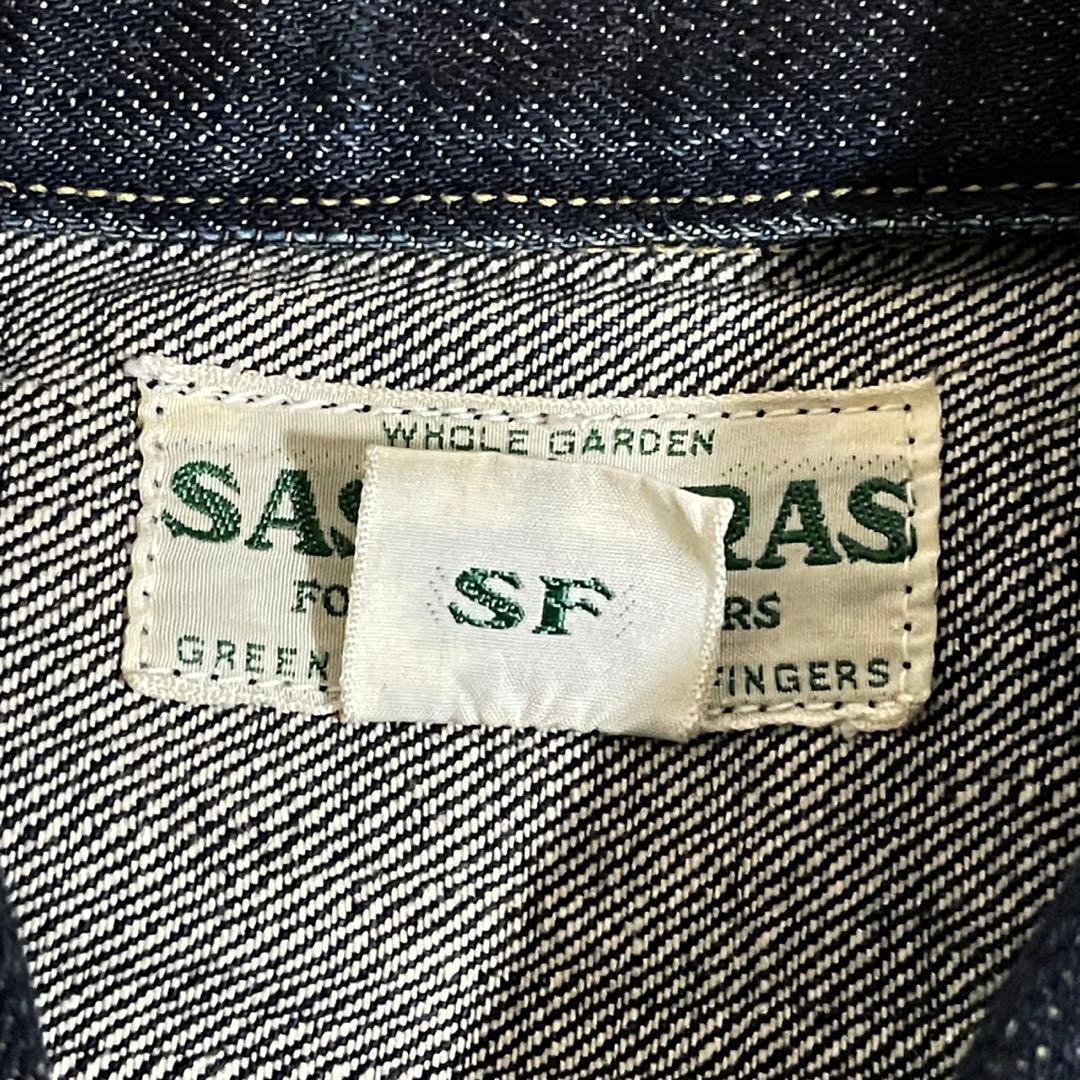 WHOLE GARDEN
SAS RAS
SF
FO RS
GREEN FINGERS